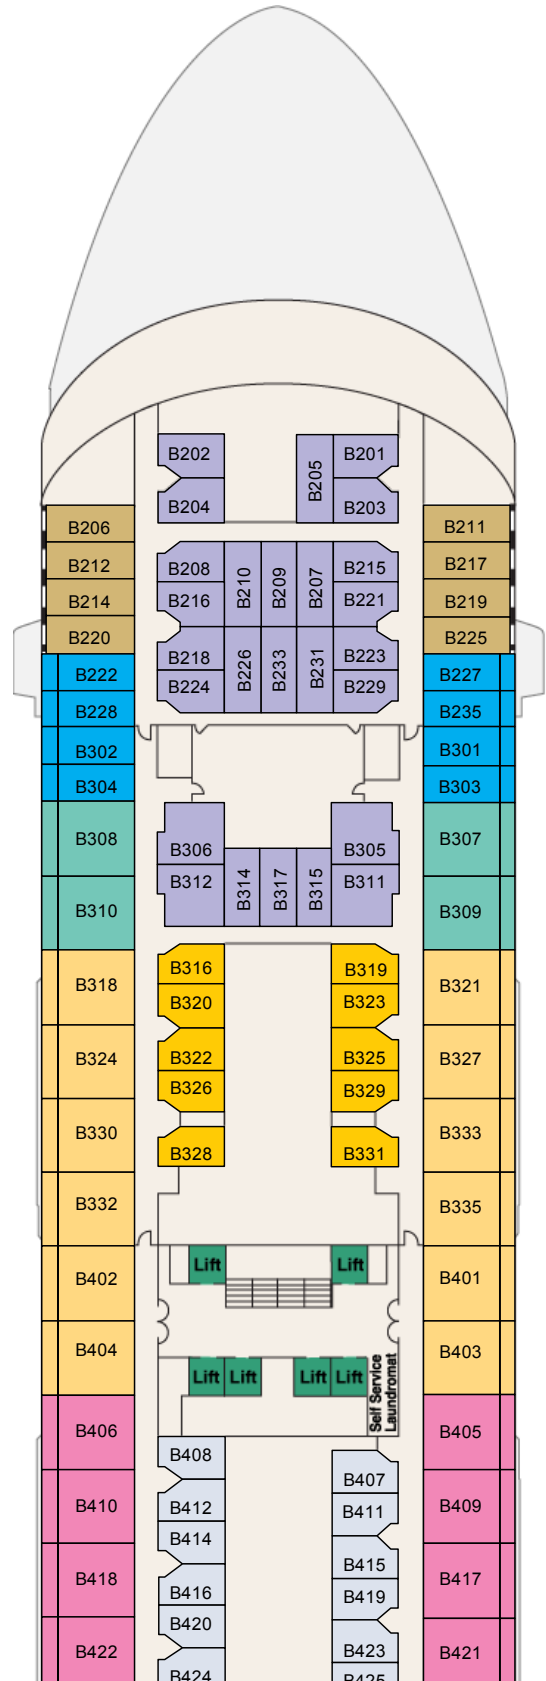 B202
B201
B205
B204
B203
B206
B211
B212
B208
B210
B209
B207
B215
B217
B214
B216
B221
B219
B220
B218
B226
B233
B231
B223
B225
B222
B224
B229
B227
B228
B235
B302
B301
B304
B303
B308
B306
B305
B307
B310
B312
B314
B317
B315
B311
B309
B318
B316
B319
B321
B320
B323
B324
B322
B325
B327
B326
B329
B330
B328
B331
B333
B332
B335
B402
Lift
Lift
B401
B404
Lift
Lift
Lift
Lift
B403
Self Service
Laundromat
B406
B405
B408
B407
B410
B412
B411
B409
B414
B418
B416
B415
B417
B419
B422
B420
B423
B421
B424
B425